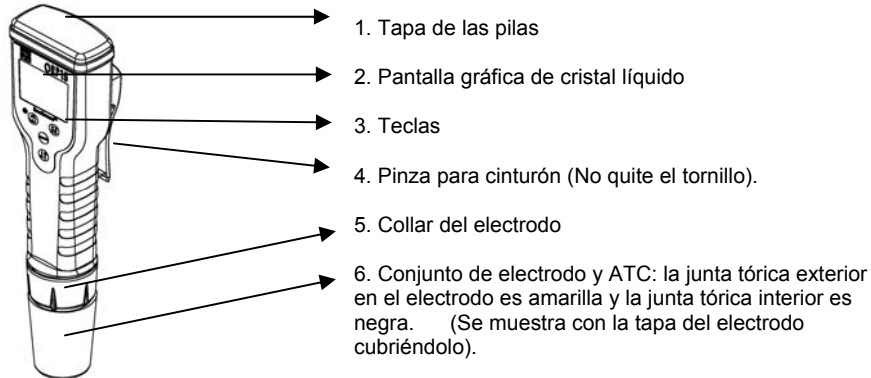 1. Tapa de las pilas
2. Pantalla gráfica de cristal líquido
3. Teclas
4. Pinza para cinturón (No quite el tornillo).
5. Collar del electrodo
6. Conjunto de electrodo y ATC: la junta tórica exterior
en el electrodo es amarilla y la junta tórica interior es
negra. (Se muestra con la tapa del electrodo
cubriéndolo).